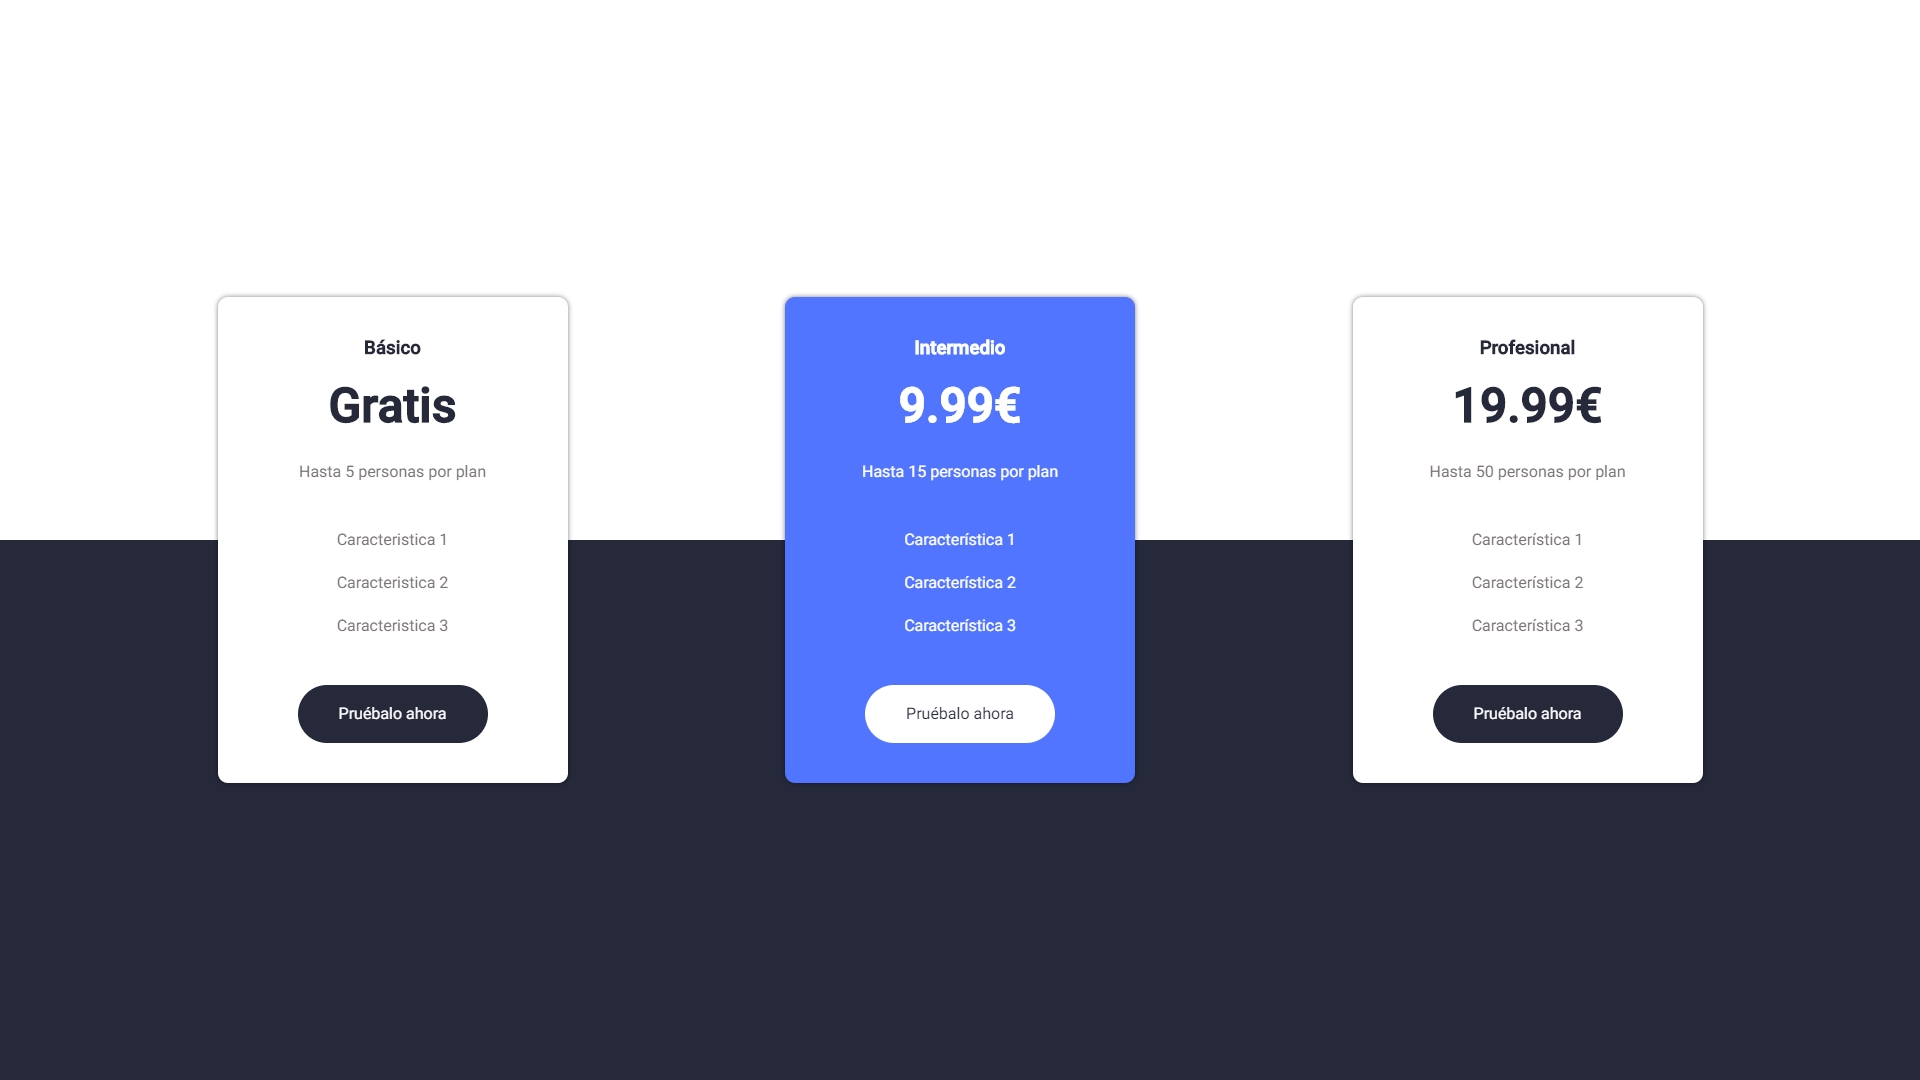 Básico
Gratis
Hasta 5 personas por plan
Caracteristica 1
Caracteristica 2
Caracteristica 3
Pruébalo ahora
Intermedio
9.99€
Hasta 15 personas por plan
Característica 1
Característica 2
Característica 3
Pruébalo ahora
Profesional
19.99€
Hasta 50 personas por plan
Característica 1
Característica 2
Característica 3
Pruébalo ahora